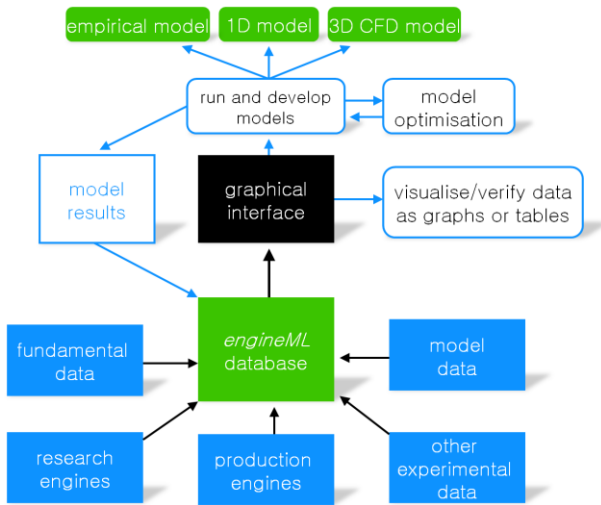 empirical model
1D model
3D CFD model
run and develop
models
model
optimisation
model
results
graphical
interface
visualise/verify data
as graphs or tables
engineML
database
fundamental
data
model
data
research
engines
production
engines
other
experimental
data